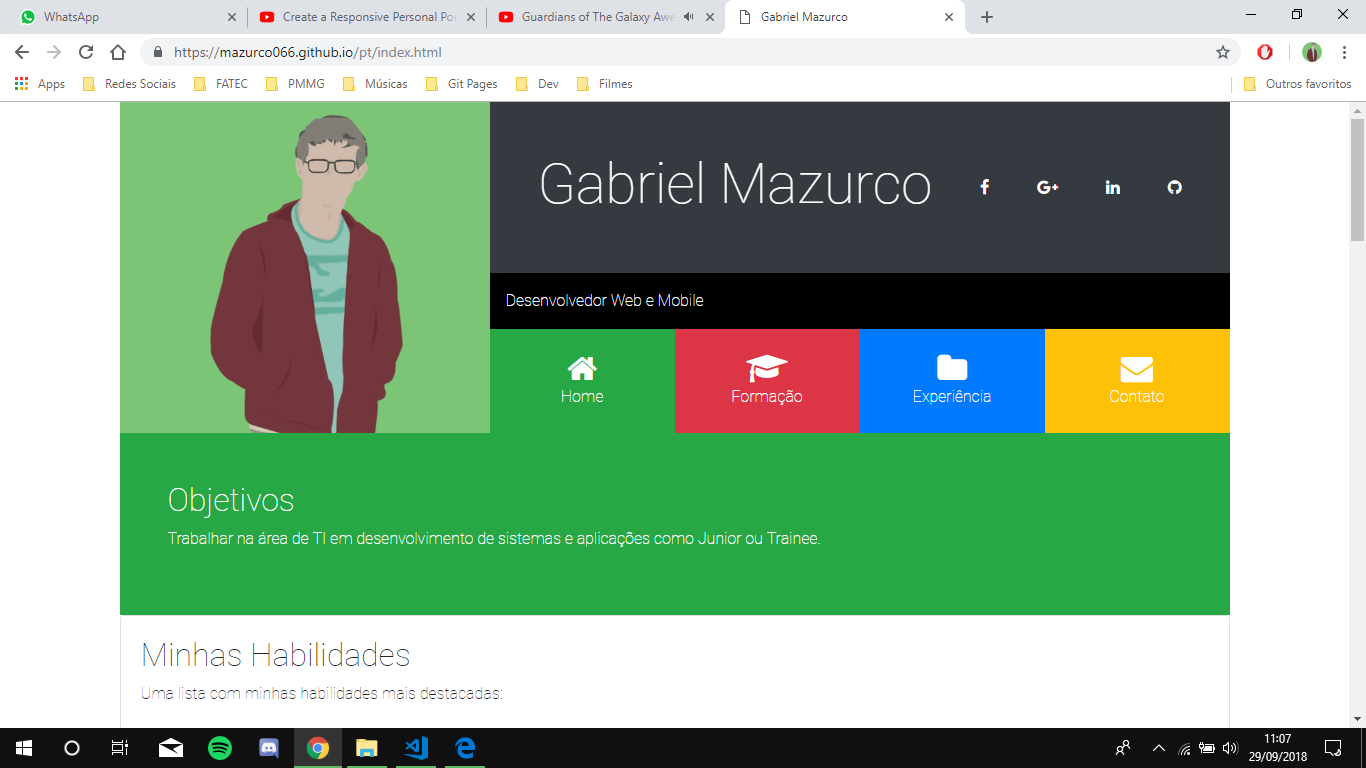 WhatsApp
Create a Responsive Personal Por
Guardians of The Galaxy Awe
Gabriel Mazurco
https://mazurco066.github.io/pt/index.html
Apps
Redes Sociais
FATEC
PMMG
Músicas
Git Pages
Dev
Filmes
Outros favoritos
Gabriel Mazurco
Desenvolvedor Web e Mobile
Home
Formação
Experiência
Contato
Objetivos
Trabalhar na área de TI em desenvolvimento de sistemas e aplicações como Junior ou Trainee.
Minhas Habilidades
Uma lista com minhas habilidades mais destacadas:
11:07
29/09/2018